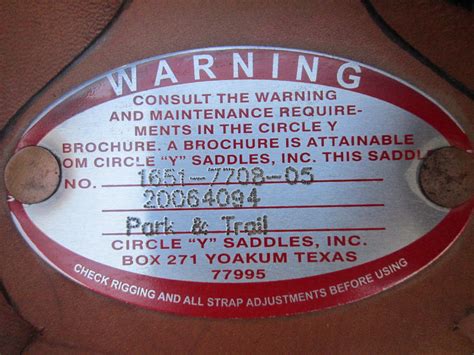 WARNING
CONSULT THE WARNING
AND MAINTENANCE REQUIRE-
MENTS IN THE CIRCLE Y
BROCHURE. A BROCHURE IS ATTAINABLE
OM CIRCLE "Y" SADDLES, INC. THIS SADDL
NO. 1651-7708-05
20064094
Park & Trail
CIRCLE "Y" SADDLES, INC.
BOX 271 YOAKUM TEXAS
77995
CHECK RIGGING AND ALL STRAP ADJUSTMENTS BEFORE USING